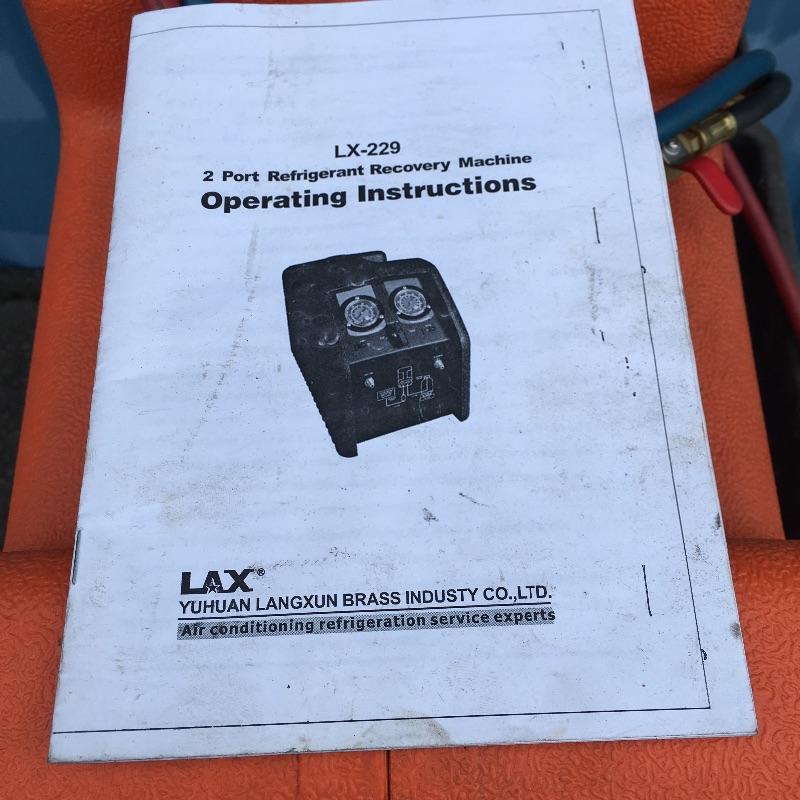 LX-229
2 Port Refrigerant Recovery Machine
Operating Instructions
LAX®
YUHUAN LANGXUN BRASS INDUSTY CO.,LTD.
Air conditioning refrigeration service experts